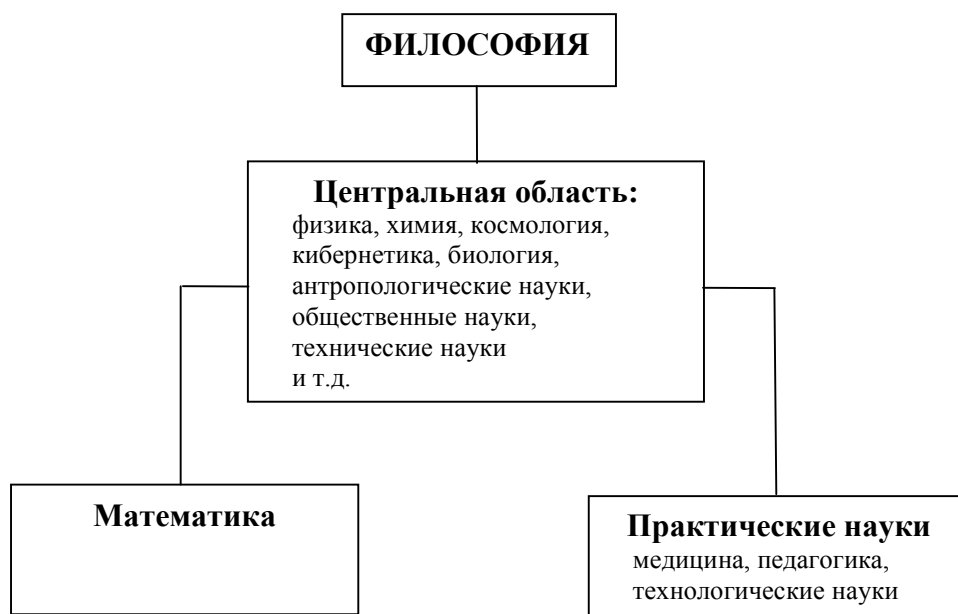 ФИЛОСОФИЯ
Центральная область:
физика, химия, космология,
кибернетика, биология,
антропологические науки,
общественные науки,
технические науки
и т.д.
Математика
Практические науки
медицина, педагогика,
технологические науки